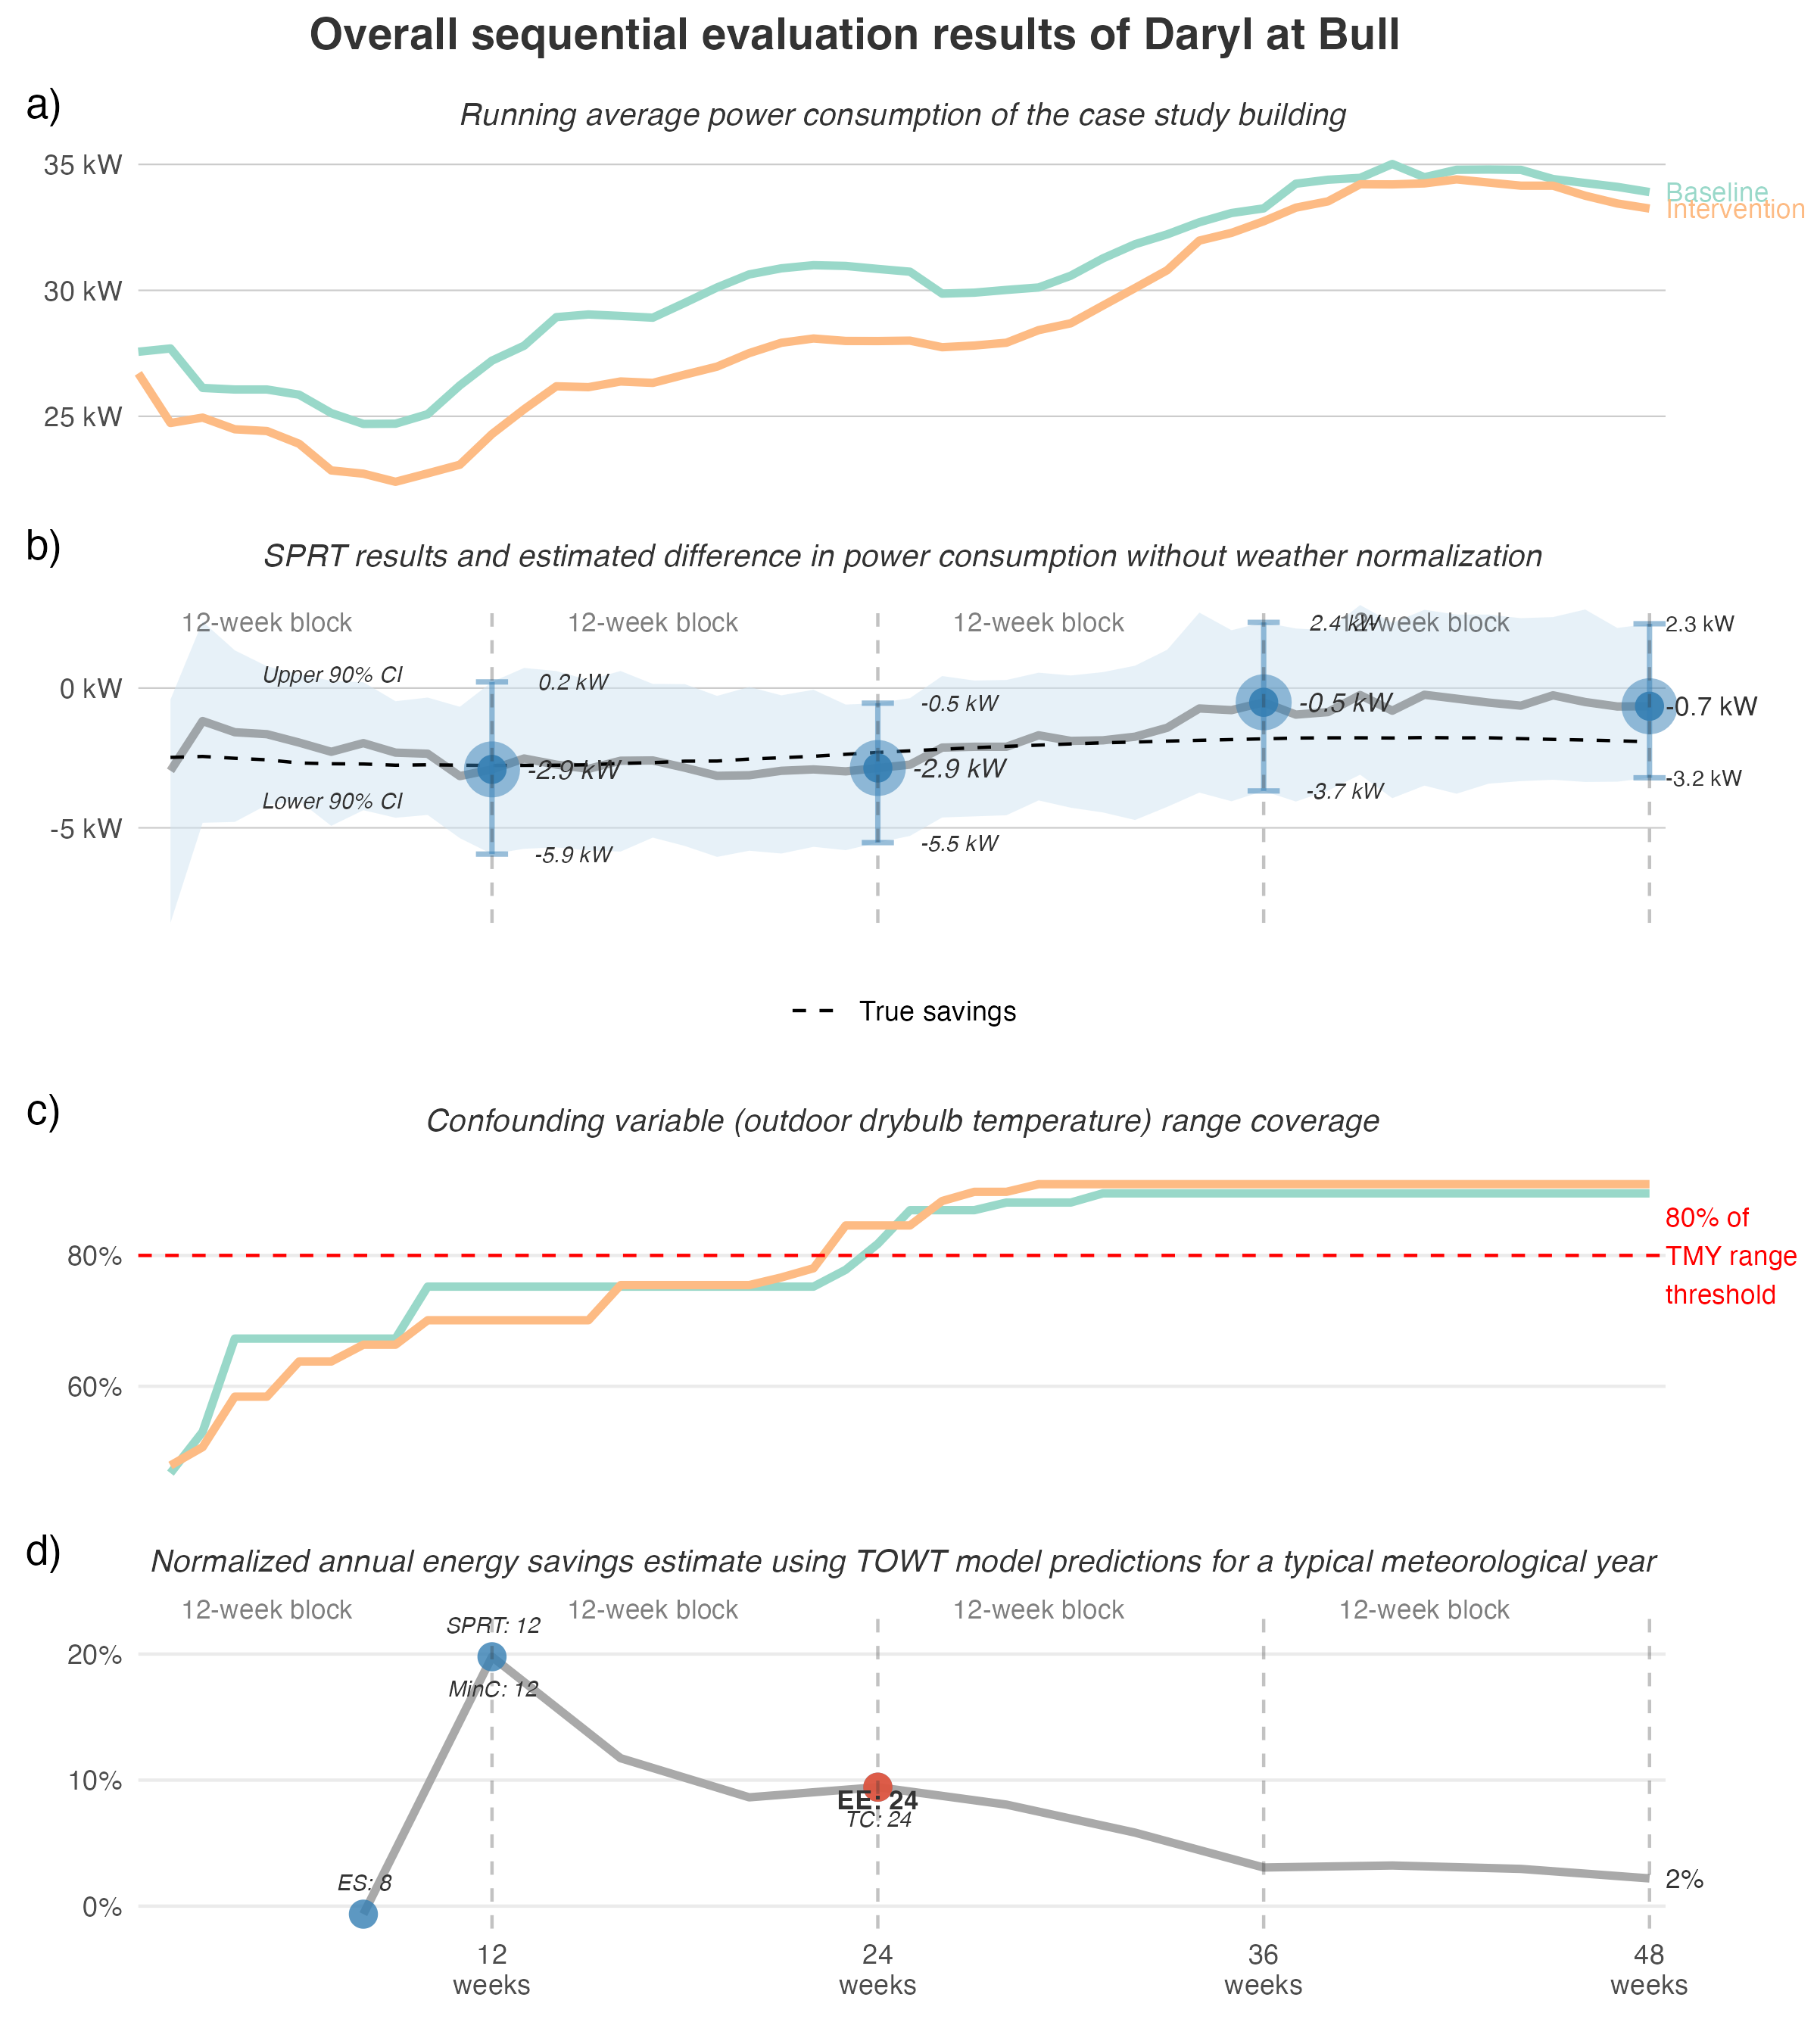 Overall sequential evaluation results of Daryl at Bull
a)
Running average power consumption of the case study building
35 kW
30 kW
25 kW
Baseline
Intervention
b)
SPRT results and estimated difference in power consumption without weather normalization
12-week block
12-week block
12-week block
12-week block
0 kW
-5 kW
Upper 90% CI
Lower 90% CI
0.2 kW
-2.9 kW
-5.9 kW
-0.5 kW
-2.9 kW
-5.5 kW
2.4 kW
-0.5 kW
-3.7 kW
2.3 kW
-0.7 kW
-3.2 kW
True savings
c)
Confounding variable (outdoor drybulb temperature) range coverage
80%
60%
80% of
TMY range
threshold
d)
Normalized annual energy savings estimate using TOWT model predictions for a typical meteorological year
12-week block
12-week block
12-week block
12-week block
20%
10%
0%
SPRT: 12
MinC: 12
ES: 8
EE: 24
TC: 24
2%
12
weeks
24
weeks
36
weeks
48
weeks